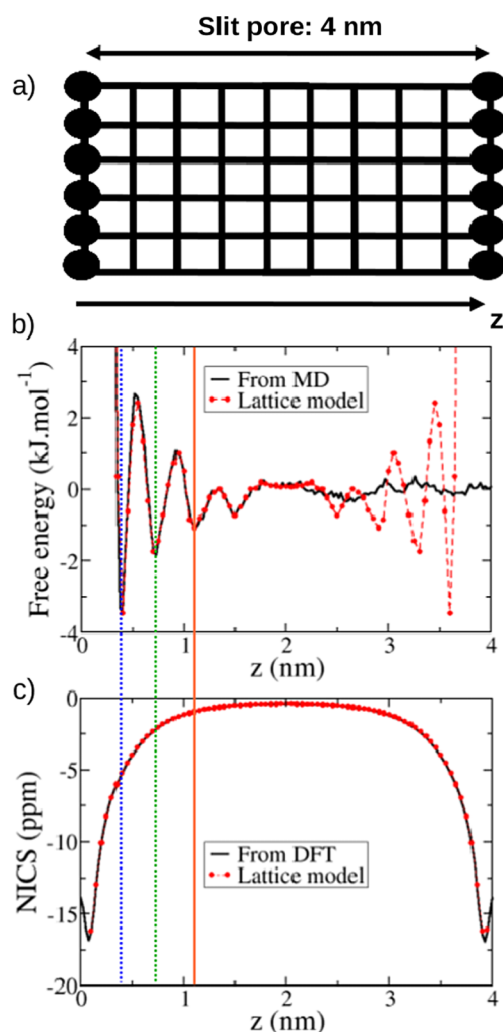 Slit pore: 4 nm
a)
z
b)
Free energy (kJ.mol⁻¹)
4
2
0
-2
-4
From MD
Lattice model
0 1 2 3 4
z (nm)
c)
NICS (ppm)
0
-5
-10
-15
-20
From DFT
Lattice model
0 1 2 3 4
z (nm)